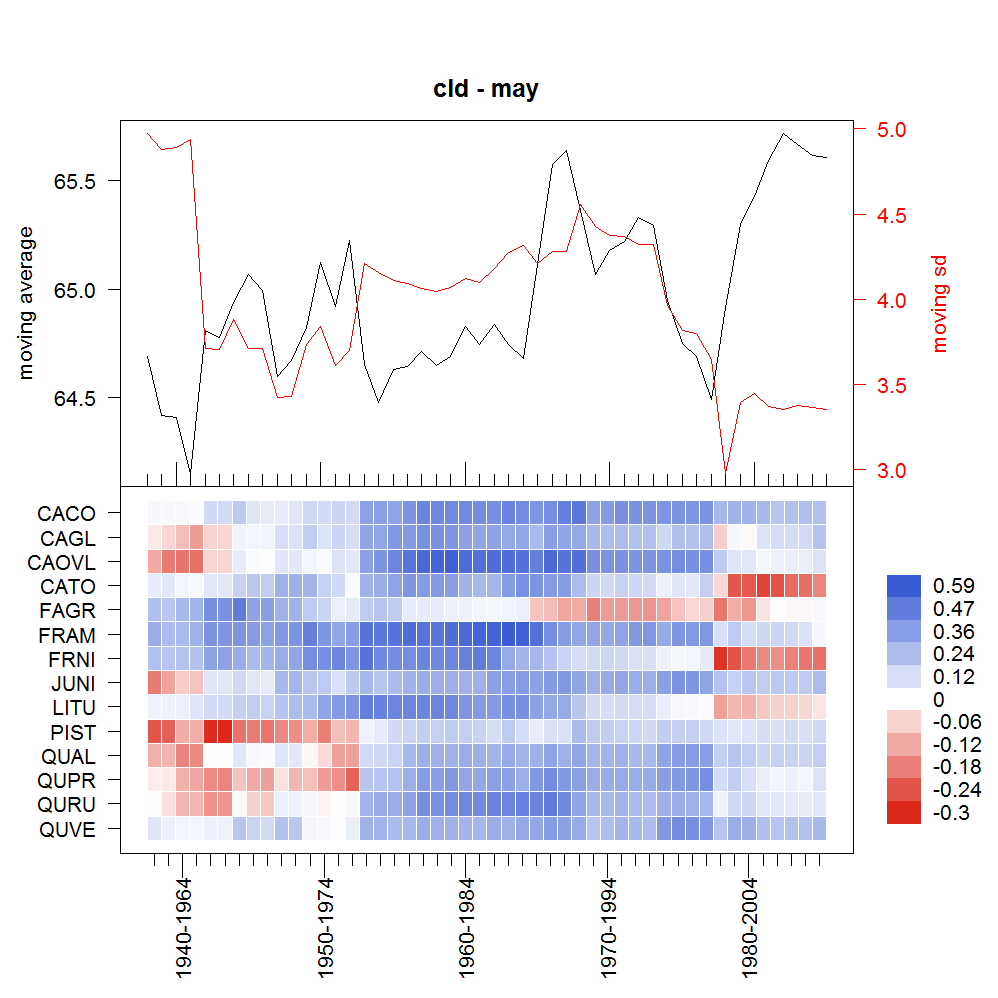 cld - may
moving average
65.5
65.0
64.5
5.0
4.5
4.0
3.5
3.0
moving sd
CACO
CAGL
CAOVL
CATO
FAGR
FRAM
FRNI
JUNI
LITU
PIST
QUAL
QUPR
QURU
QUVE
0.59
0.47
0.36
0.24
0.12
0
-0.06
-0.12
-0.18
-0.24
-0.3
1940-1964
1950-1974
1960-1984
1970-1994
1980-2004